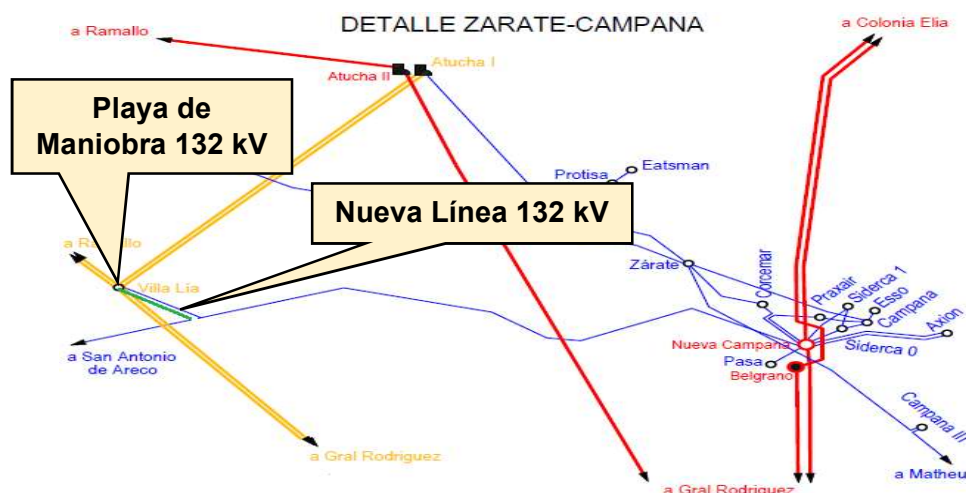 DETALLE ZARATE-CAMPANA
a Colonia Elia
a Ramallo
Atucha I
Atucha II
Playa de
Maniobra 132 kV
Protisa
Eatsman
Nueva Línea 132 kV
a Ramallo
Villa Lía
Zárate
Corcemar
Praxair
Siderca 1
Esso
Campana
Axion
Nueva Campana
Siderca 0
Pasa
Belgrano
a San Antonio
de Areco
Campana III
a Gral Rodriguez
a Matheu
a Gral Rodriguez